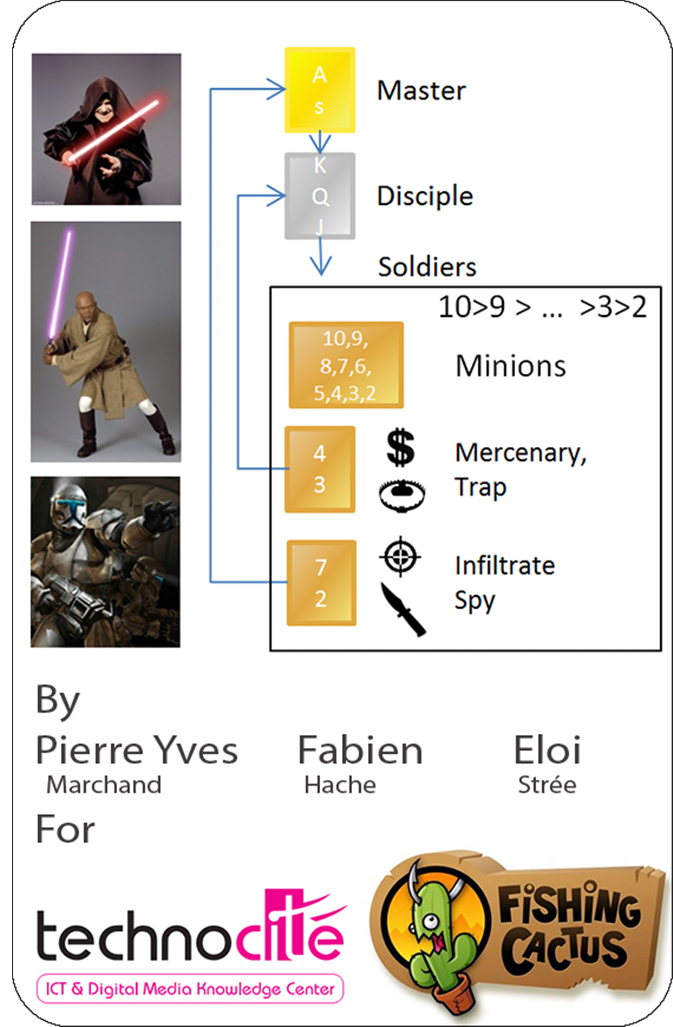 A
s
Master
K
Q
J
Disciple
Soldiers
10>9 > ... >3>2
10,9,
8,7,6,
5,4,3,2
Minions
4
3
$
Mercenary,
Trap
7
2
Infiltrate
Spy
By
Pierre Yves Fabien Eloi
Marchand Hache Strée
For
technocité
ICT & Digital Media Knowledge Center
FiSHiNG
CACTUS